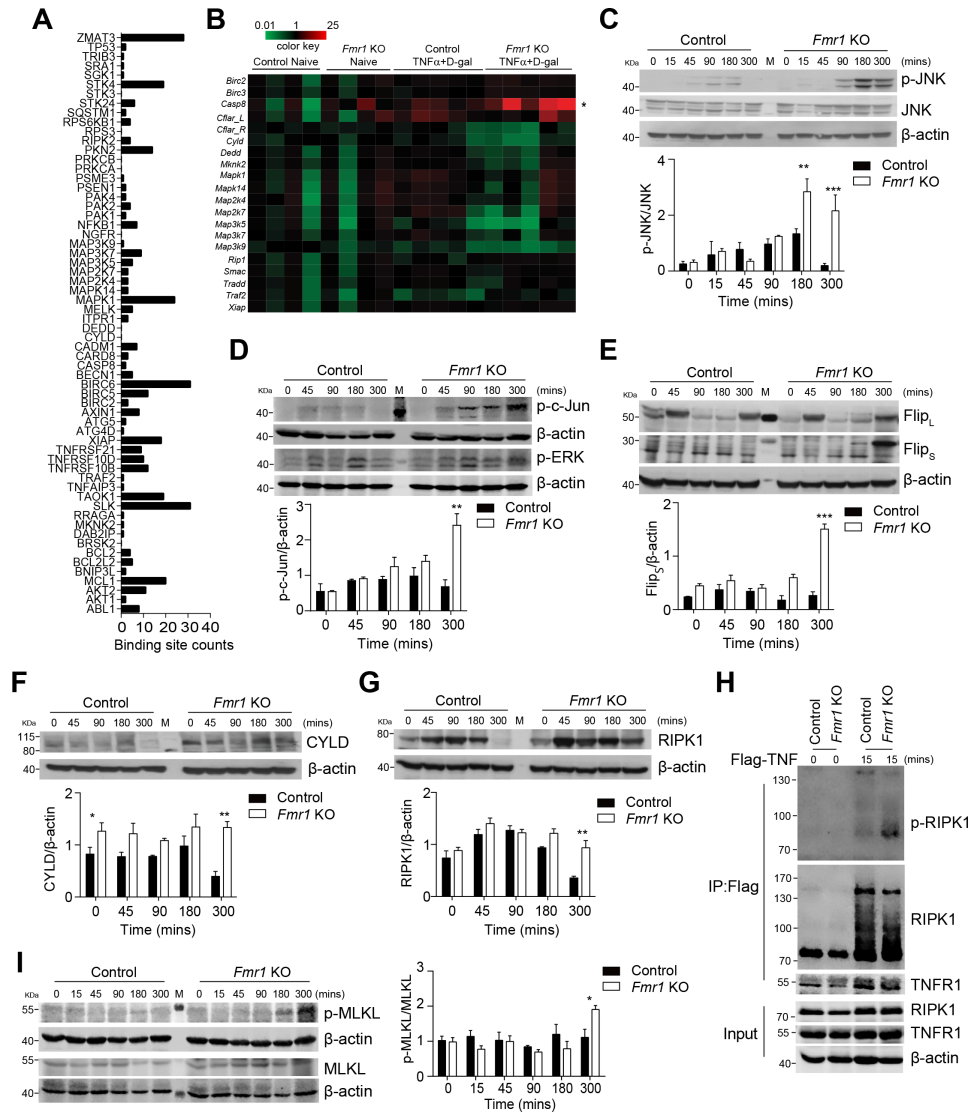 A
ZMAT3
TP53
TRIB3
SRA1
SGK1
STK4
STK3
STK24
SQSTM1
RPS6KB1
RPS3
RIPK2
PKN2
PRKCB
PRKCA
PSME3
PSEN1
PAK4
PAK2
PAK1
NFKB1
NGFR
MAP3K9
MAP3K7
MAP3K5
MAP2K7
MAP2K4
MAPK14
MAPK1
MELK
ITPR1
DEDD
CYLD
CADM1
CARD8
CASP8
BECN1
BIRC6
BIRC5
BIRC2
AXIN1
ATG5
ATG4D
XIAP
TNFRSF21
TNFRSF10D
TNFRSF10B
TRAF2
TNFAIP3
TAOK1
SLK
RRAGA
MKNK2
DAB2IP
BRSK2
BCL2
BCL2L2
BNIP3L
MCL1
AKT2
AKT1
ABL1
0 10 20 30 40
Binding site counts
B
0.01 25
color key
Control Naive
Fmr1 KO
Naive
Control
TNFα+D-gal
Fmr1 KO
TNFα+D-gal
Birc2
Birc3
Casp8 *
Cflar_L
Cflar_R
Cyld
Dedd
Mknk2
Mapk1
Mapk14
Map2k4
Map2k7
Map3k5
Map3k7
Map3k9
Rip1
Smac
Tradd
Traf2
Xiap
C
Control Fmr1 KO
KDa 0 15 45 90 180 300 M 0 15 45 90 180 300 (mins)
40 p-JNK
40 JNK
40 β-actin
Control
Fmr1 KO
p-JNK/JNK
4
2
0
** ***
0 15 45 90 180 300
Time (mins)
D
Control Fmr1 KO
KDa 0 45 90 180 300 M 0 45 90 180 300 (mins)
40 p-c-Jun
40 β-actin
40 p-ERK
40 β-actin
Control
Fmr1 KO
p-c-Jun/β-actin
3
2
1
0
**
0 45 90 180 300
Time (mins)
E
Control Fmr1 KO
KDa 0 45 90 180 300 M 0 45 90 180 300 (mins)
50 FlipL
30 FlipS
40 β-actin
Control
Fmr1 KO
FlipS/β-actin
2
1
0
***
0 45 90 180 300
Time (mins)
F
Control Fmr1 KO
KDa 0 45 90 180 300 M 0 45 90 180 300 (mins)
115
80
CYLD
40 β-actin
Control
Fmr1 KO
CYLD/β-actin
2
1
0
* **
0 45 90 180 300
Time (mins)
G
Control Fmr1 KO
KDa 0 45 90 180 300 M 0 45 90 180 300 (mins)
80 RIPK1
40 β-actin
Control
Fmr1 KO
RIPK1/β-actin
2
1
0
**
0 45 90 180 300
Time (mins)
H
Control
Fmr1 KO
Control
Fmr1 KO
Flag-TNF 0 0 15 15 (mins)
130
100
70
p-RIPK1
IP:Flag
170
130
100
70
RIPK1
55 TNFR1
Input
70 RIPK1
55 TNFR1
40 β-actin
I
Control Fmr1 KO
KDa 0 15 45 90 180 300 M 0 15 45 90 180 300 (mins)
55 p-MLKL
40 β-actin
55 MLKL
40 β-actin
Control
Fmr1 KO
p-MLKL/MLKL
4
3
2
1
0
*
0 15 45 90 180 300
Time (mins)